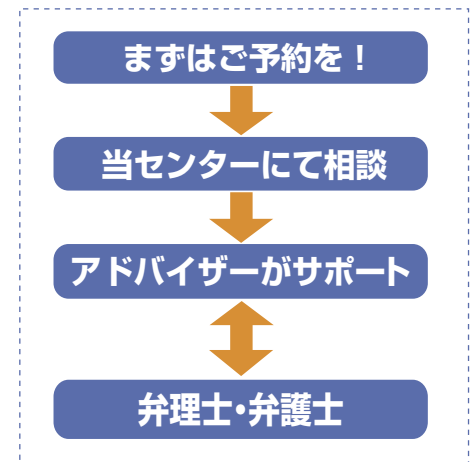 まずはご予約を！
当センターにて相談
アドバイザーがサポート
弁理士・弁護士